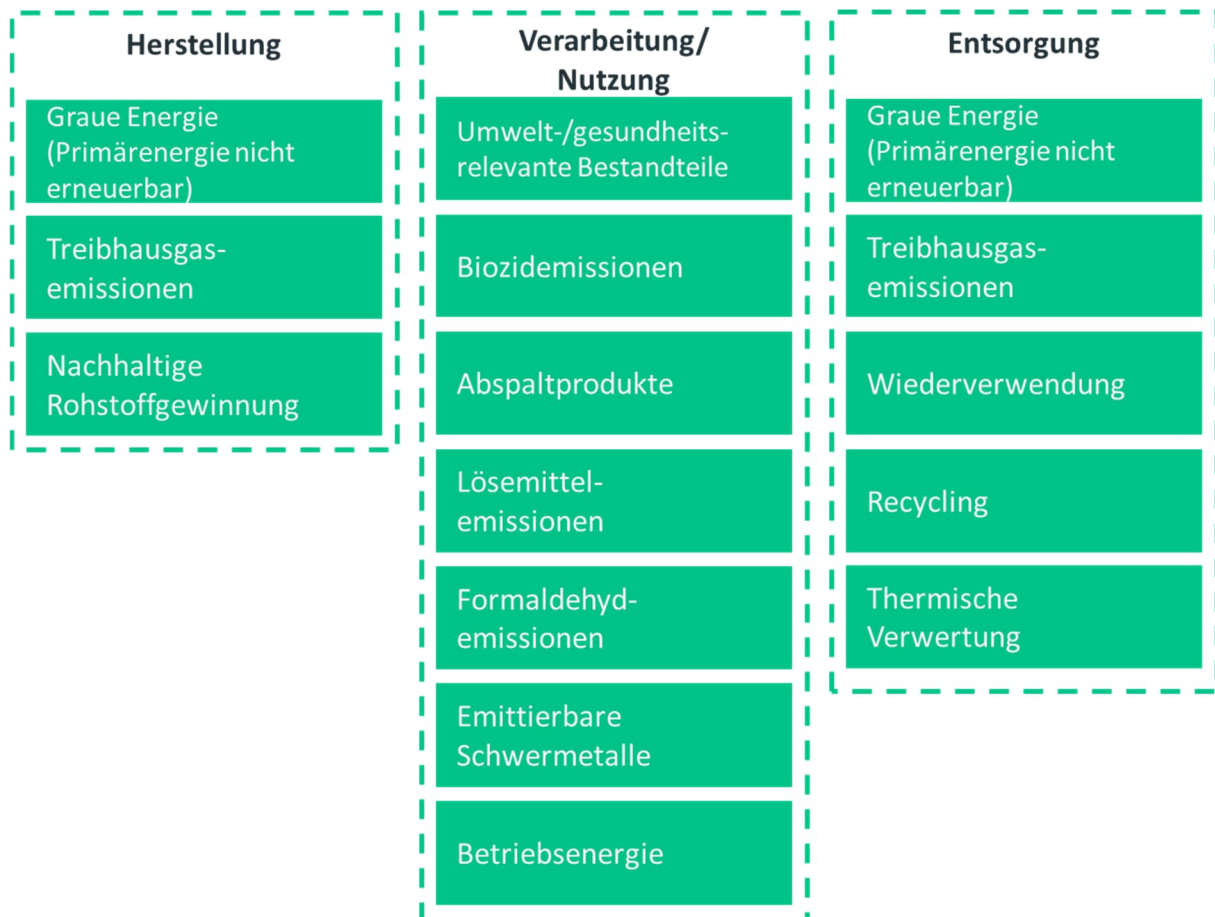 Herstellung
Graue Energie
(Primärenergie nicht
erneuerbar)
Treibhausgas-
emissionen
Nachhaltige
Rohstoffgewinnung
Verarbeitung/
Nutzung
Umwelt-/gesundheits-
relevante Bestandteile
Biozidemissionen
Abspaltprodukte
Lösemittel-
emissionen
Formaldehyd-
emissionen
Emittierbare
Schwermetalle
Betriebsenergie
Entsorgung
Graue Energie
(Primärenergie nicht
erneuerbar)
Treibhausgas-
emissionen
Wiederverwendung
Recycling
Thermische
Verwertung